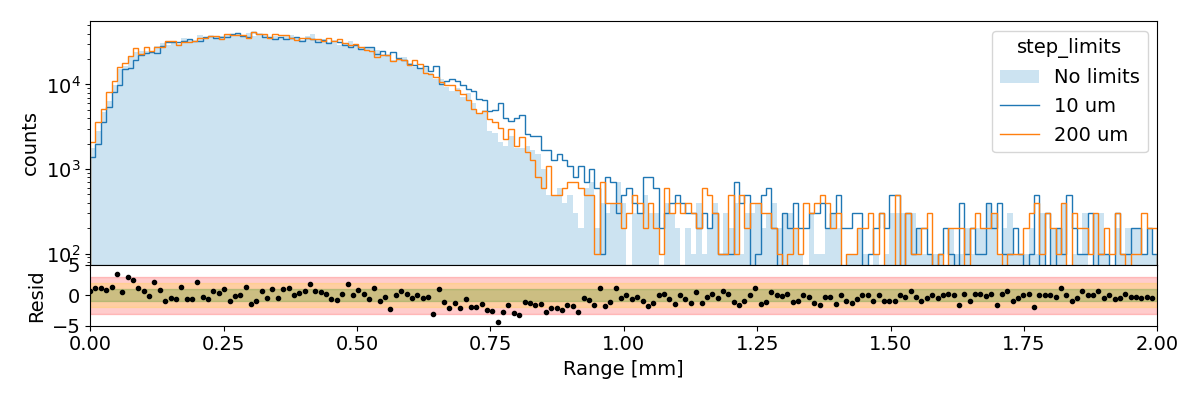 step_limits
No limits
10 um
200 um
counts
10⁴
10³
10²
Resid
5
0
−5
0.00 0.25 0.50 0.75 1.00 1.25 1.50 1.75 2.00
Range [mm]